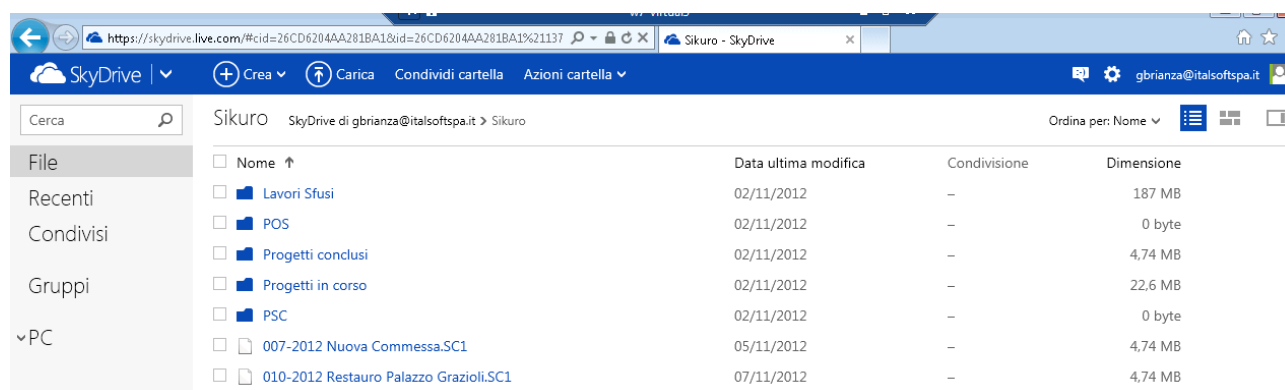 https://skydrive.live.com/#cid=26CD6204AA281BA1&id=26CD6204AA281BA1%21137 Sikuro - SkyDrive
SkyDrive Crea Carica Condividi cartella Azioni cartella gbrianza@italsoftspa.it
Cerca Sikuro SkyDrive di gbrianza@italsoftspa.it > Sikuro Ordina per: Nome
File Nome Data ultima modifica Condivisione Dimensione
Recenti Lavori Sfusi 02/11/2012 – 187 MB
Condivisi POS 02/11/2012 – 0 byte
Progetti conclusi 02/11/2012 – 4,74 MB
Gruppi Progetti in corso 02/11/2012 – 22,6 MB
PSC 02/11/2012 – 0 byte
PC 007-2012 Nuova Commessa.SC1 05/11/2012 – 4,74 MB
010-2012 Restauro Palazzo Grazioli.SC1 07/11/2012 – 4,74 MB